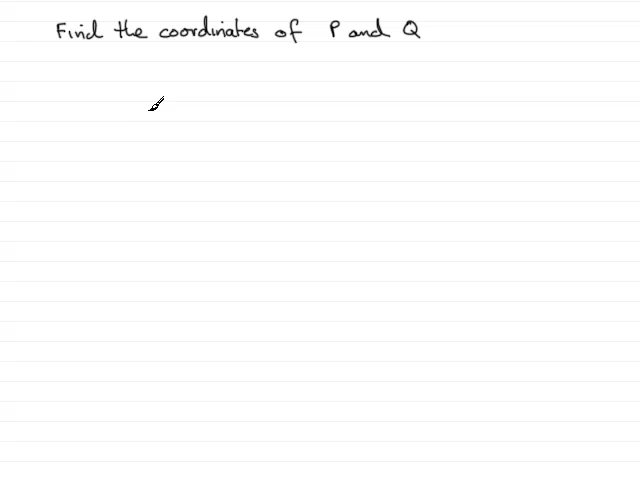 Find the coordinates of P and Q